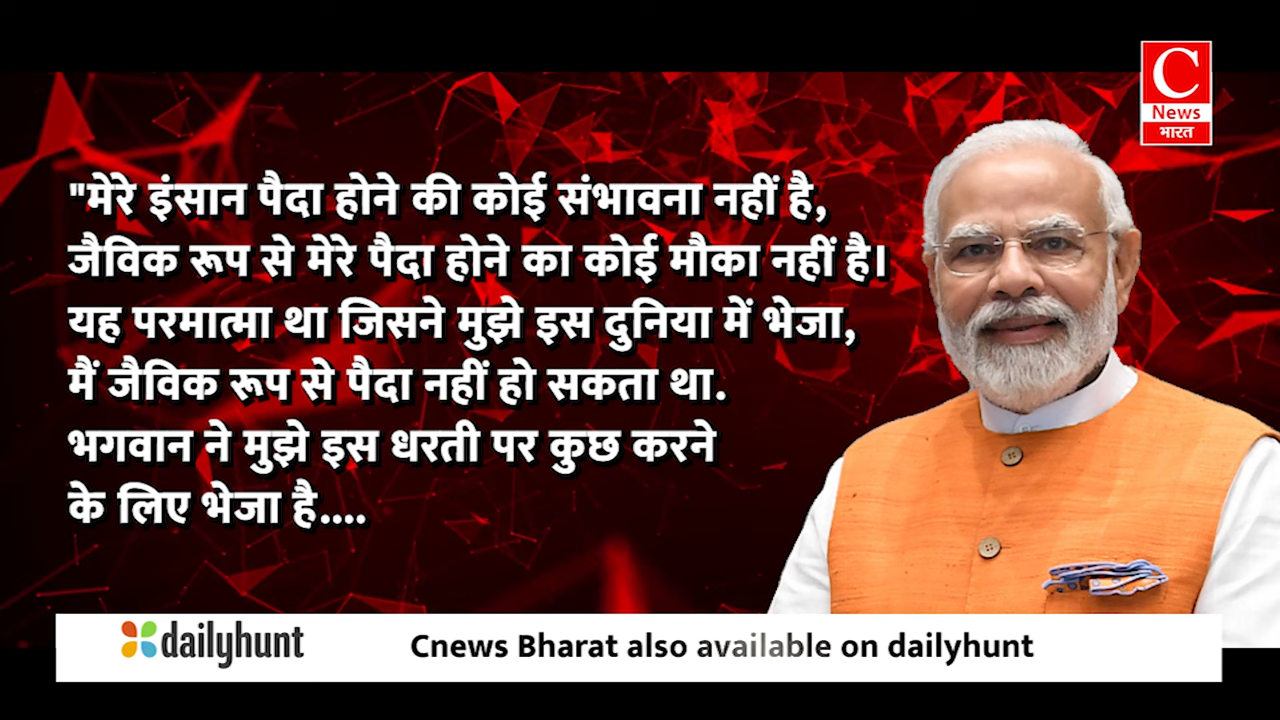 C
News
भारत
"मेरे इंसान पैदा होने की कोई संभावना नहीं है,
जैविक रूप से मेरे पैदा होने का कोई मौका नहीं है।
यह परमात्मा था जिसने मुझे इस दुनिया में भेजा,
मैं जैविक रूप से पैदा नहीं हो सकता था.
भगवान ने मुझे इस धरती पर कुछ करने
के लिए भेजा है....
dailyhunt
Cnews Bharat also available on dailyhunt